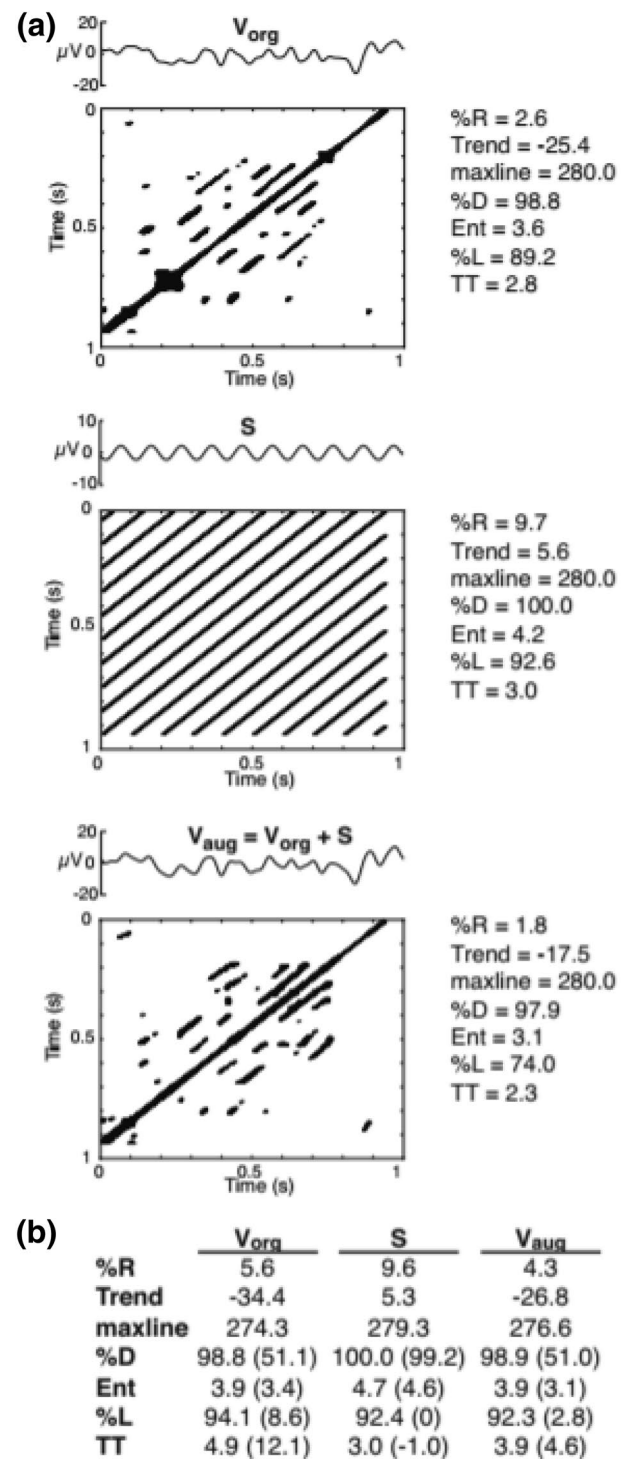 (a)
V_org
20
µV 0
-20
0
0.5
1
Time (s)
0 0.5 1
Time (s)
%R = 2.6
Trend = -25.4
maxline = 280.0
%D = 98.8
Ent = 3.6
%L = 89.2
TT = 2.8
S
10
µV 0
-10
0
0.5
1
Time (s)
0 0.5 1
Time (s)
%R = 9.7
Trend = 5.6
maxline = 280.0
%D = 100.0
Ent = 4.2
%L = 92.6
TT = 3.0
V_aug = V_org + S
20
µV 0
-20
0
0.5
1
Time (s)
0 0.5 1
Time (s)
%R = 1.8
Trend = -17.5
maxline = 280.0
%D = 97.9
Ent = 3.1
%L = 74.0
TT = 2.3
(b)
V_org S V_aug
%R 5.6 9.6 4.3
Trend -34.4 5.3 -26.8
maxline 274.3 279.3 276.6
%D 98.8 (51.1) 100.0 (99.2) 98.9 (51.0)
Ent 3.9 (3.4) 4.7 (4.6) 3.9 (3.1)
%L 94.1 (8.6) 92.4 (0) 92.3 (2.8)
TT 4.9 (12.1) 3.0 (-1.0) 3.9 (4.6)